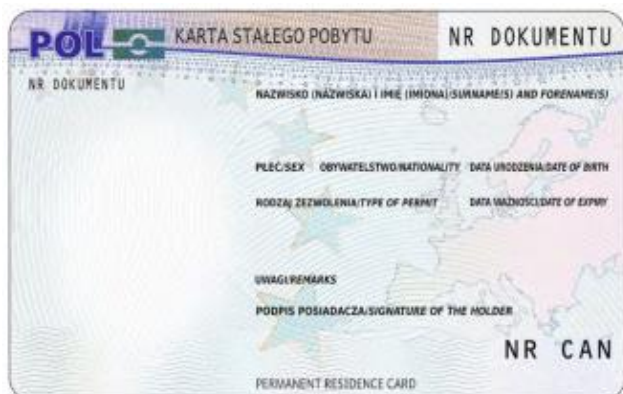 POL KARTA STAŁEGO POBYTU NR DOKUMENTU
NR DOKUMENTU
NAZWISKO (NAZWISKA) I IMIĘ (IMIONA)/SURNAME(S) AND FORENAME(S)
PŁEĆ/SEX OBYWATELSTWO/NATIONALITY DATA URODZENIA/DATE OF BIRTH
RODZAJ ZEZWOLENIA/TYPE OF PERMIT DATA WAŻNOŚCI/DATE OF EXPIRY
UWAGI/REMARKS
PODPIS POSIADACZA/SIGNATURE OF THE HOLDER
NR CAN
PERMANENT RESIDENCE CARD